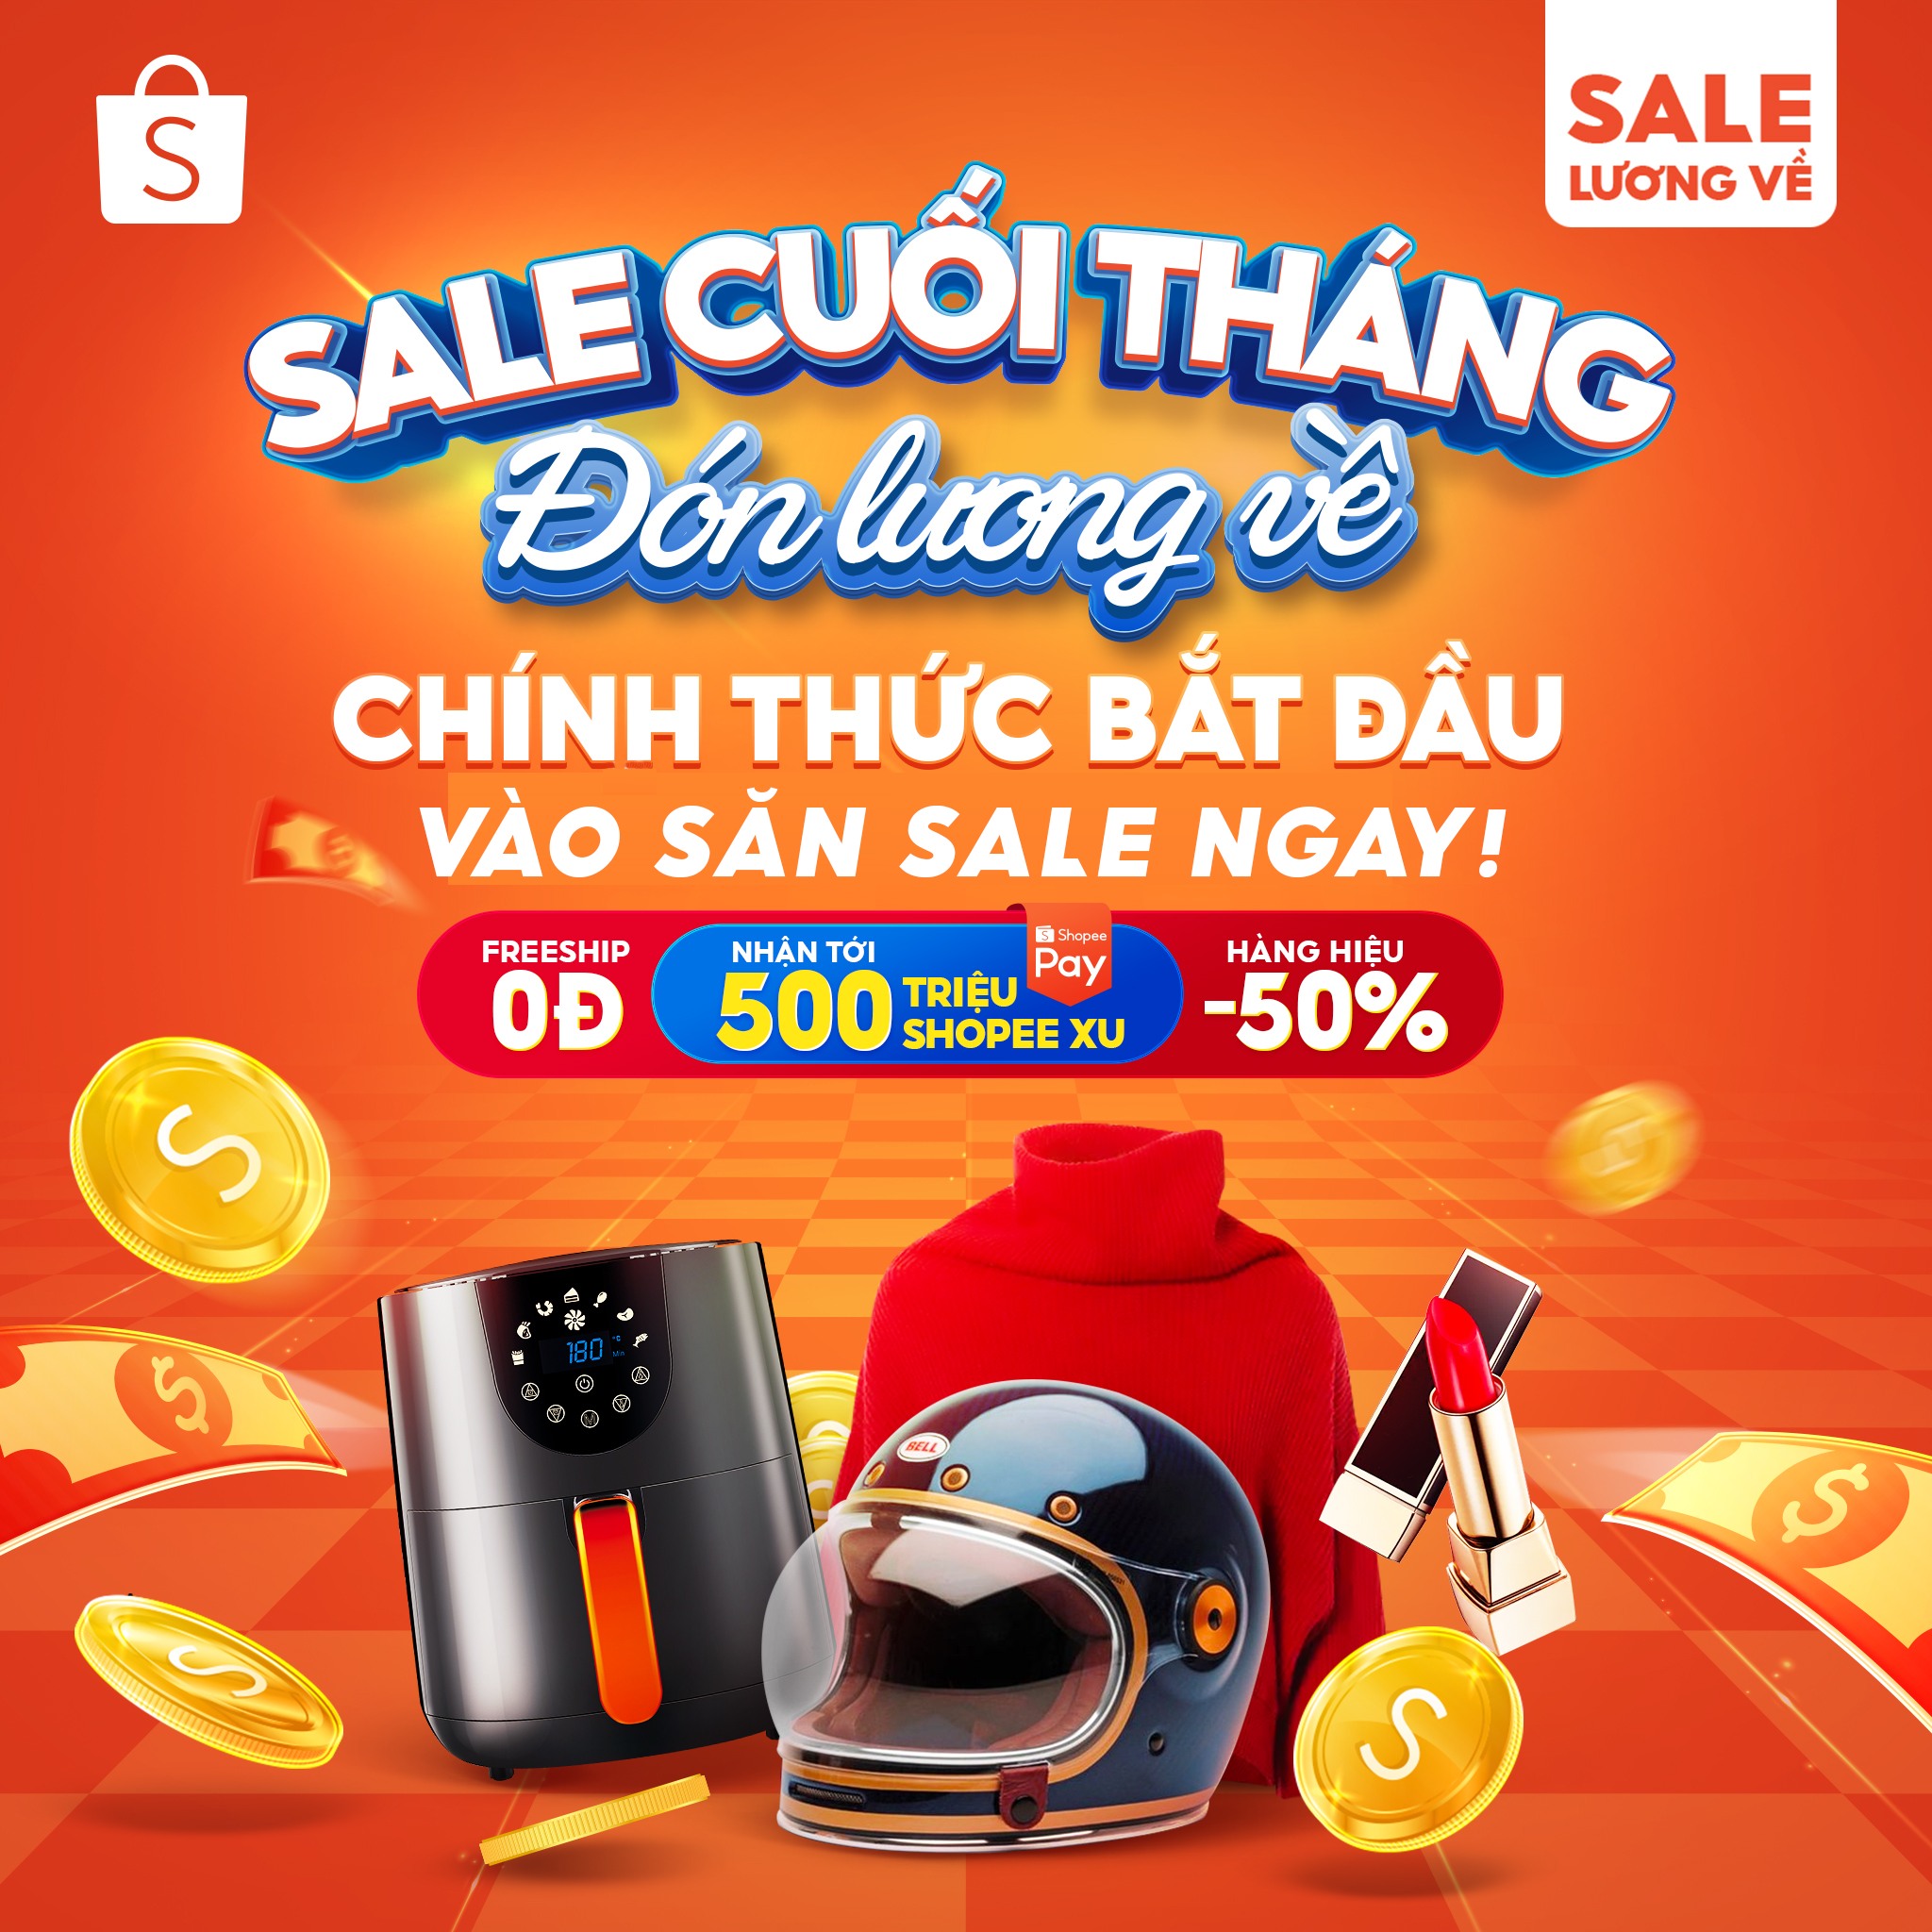 S
SALE
LƯƠNG VỀ
SALE CUỐI THÁNG
Đón lương về
CHÍNH THỨC BẮT ĐẦU
VÀO SĂN SALE NGAY!
FREESHIP
0Đ
NHẬN TỚI
500 TRIỆU
SHOPEE XU
S Shopee
Pay
HÀNG HIỆU
-50%
S
180 °C
Min
BELL
$
$
S
S